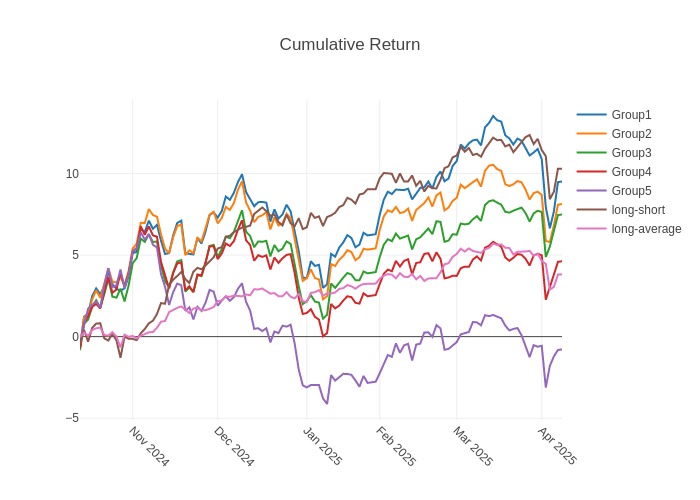 Cumulative Return
10
5
0
−5
Nov 2024
Dec 2024
Jan 2025
Feb 2025
Mar 2025
Apr 2025
Group1
Group2
Group3
Group4
Group5
long-short
long-average